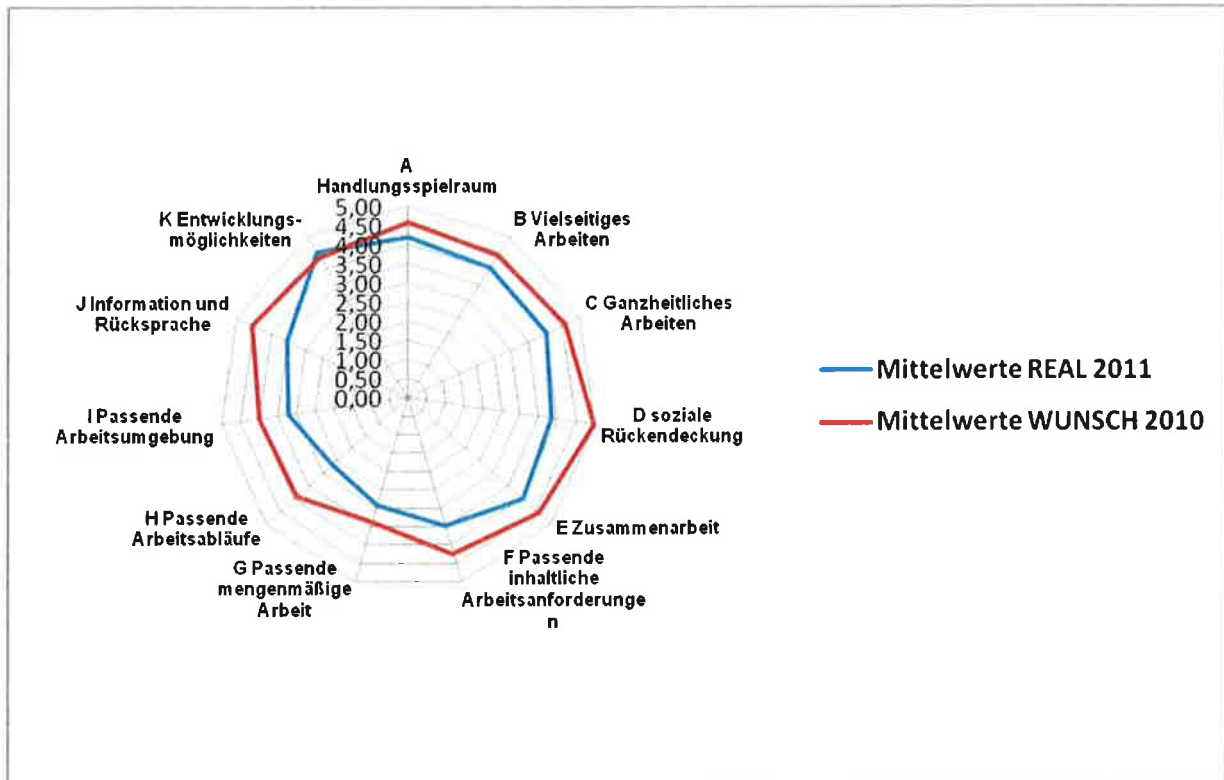 A
Handlungsspielraum
B Vielseitiges
Arbeiten
C Ganzheitliches
Arbeiten
D soziale
Rückendeckung
E Zusammenarbeit
F Passende
inhaltliche
Arbeitsanforderunge
n
G Passende
mengenmäßige
Arbeit
H Passende
Arbeitsabläufe
I Passende
Arbeitsumgebung
J Information und
Rücksprache
K Entwicklungs-
möglichkeiten
5,00
4,50
4,00
3,50
3,00
2,50
2,00
1,50
1,00
0,50
0,00
Mittelwerte REAL 2011
Mittelwerte WUNSCH 2010